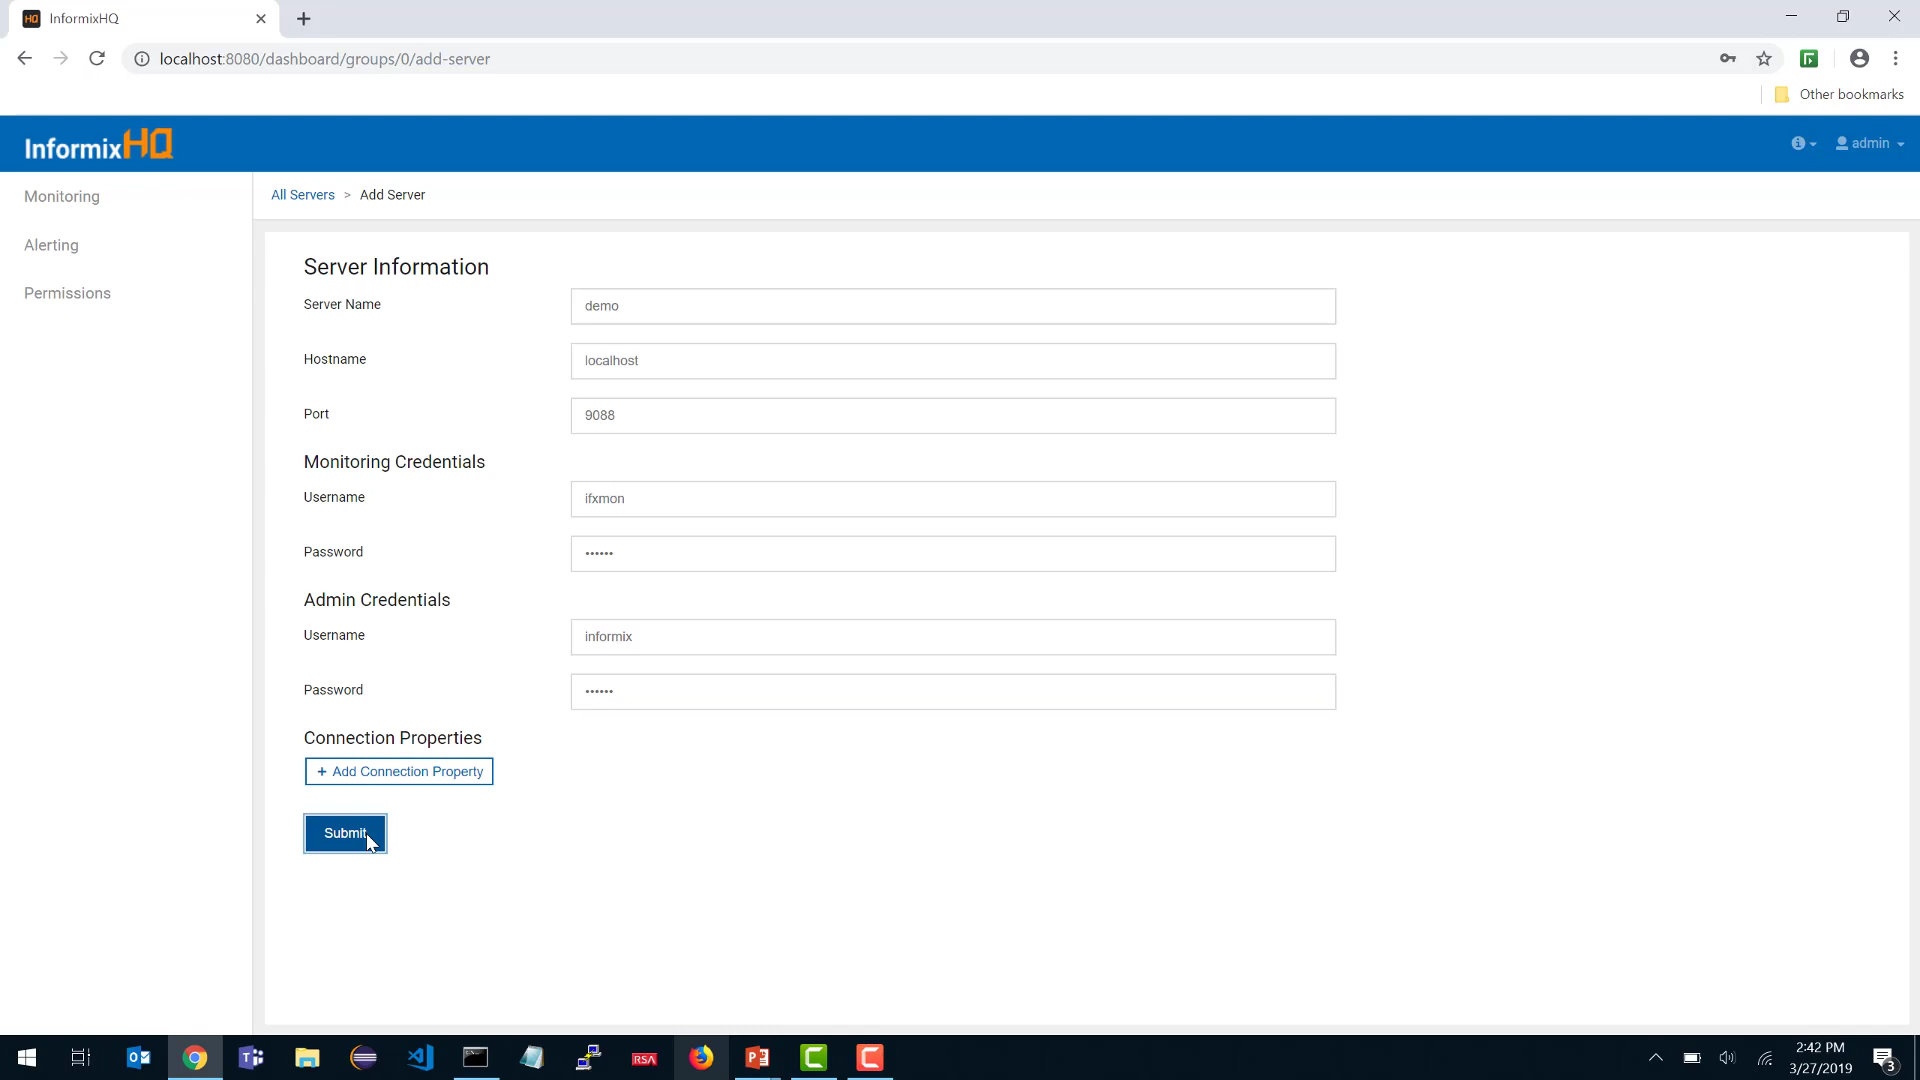 InformixHQ
localhost:8080/dashboard/groups/0/add-server
Other bookmarks
InformixHQ
admin
Monitoring
Alerting
Permissions
All Servers > Add Server
Server Information
Server Name
demo
Hostname
localhost
Port
9088
Monitoring Credentials
Username
ifxmon
Password
••••••
Admin Credentials
Username
informix
Password
••••••
Connection Properties
+ Add Connection Property
Submit
RSA
2:42 PM
3/27/2019
3